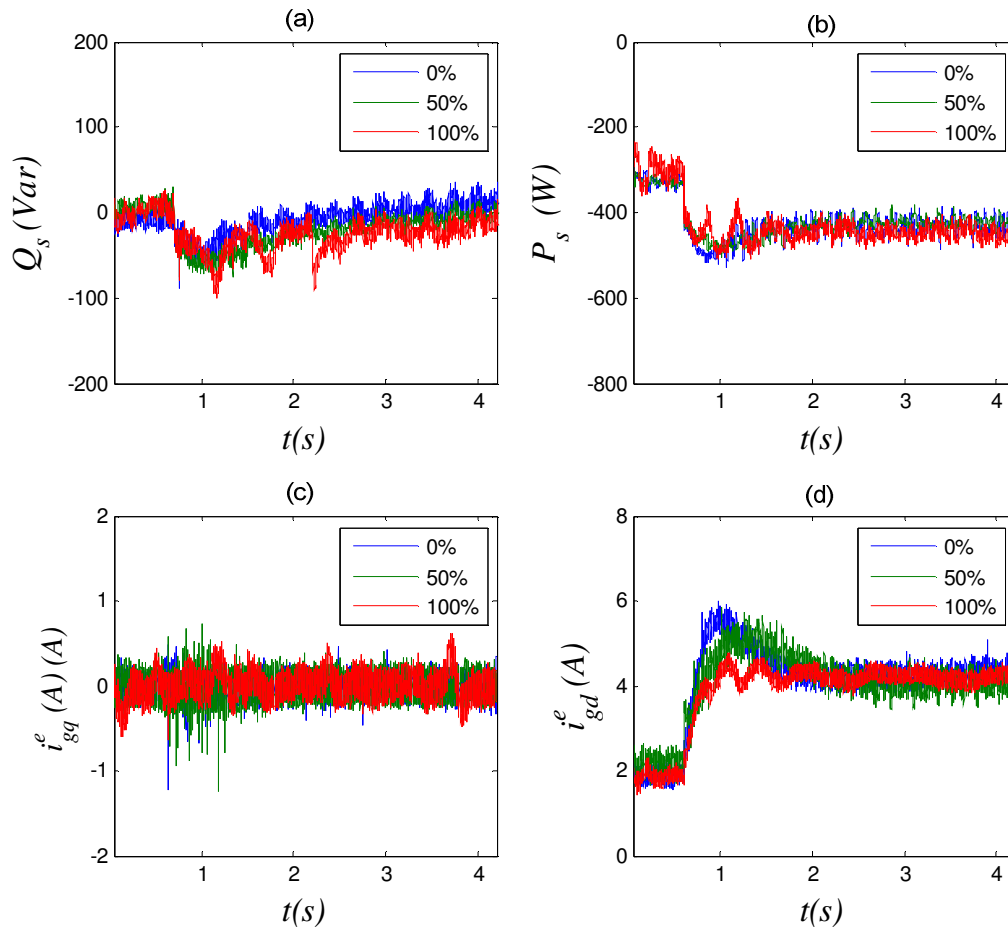 (a)
200
100
0
-100
-200
Q_s (Var)
0%
50%
100%
1 2 3 4
t(s)
(b)
0
-200
-400
-600
-800
P_s (W)
0%
50%
100%
1 2 3 4
t(s)
(c)
2
1
0
-1
-2
i^e_gq (A) (A)
0%
50%
100%
1 2 3 4
t(s)
(d)
8
6
4
2
0
i^e_gd (A)
0%
50%
100%
1 2 3 4
t(s)